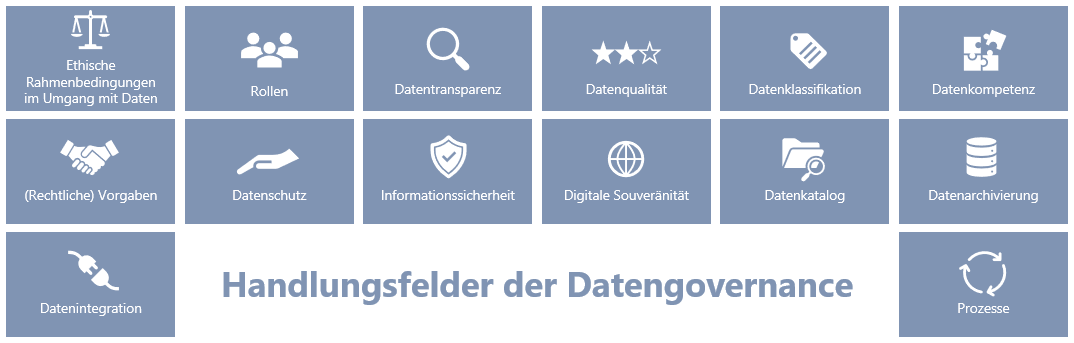 Ethische
Rahmenbedingungen
im Umgang mit Daten
Rollen
Datentransparenz
Datenqualität
Datenklassifikation
Datenkompetenz
(Rechtliche) Vorgaben
Datenschutz
Informationssicherheit
Digitale Souveränität
Datenkatalog
Datenarchivierung
Datenintegration
Handlungsfelder der Datengovernance
Prozesse